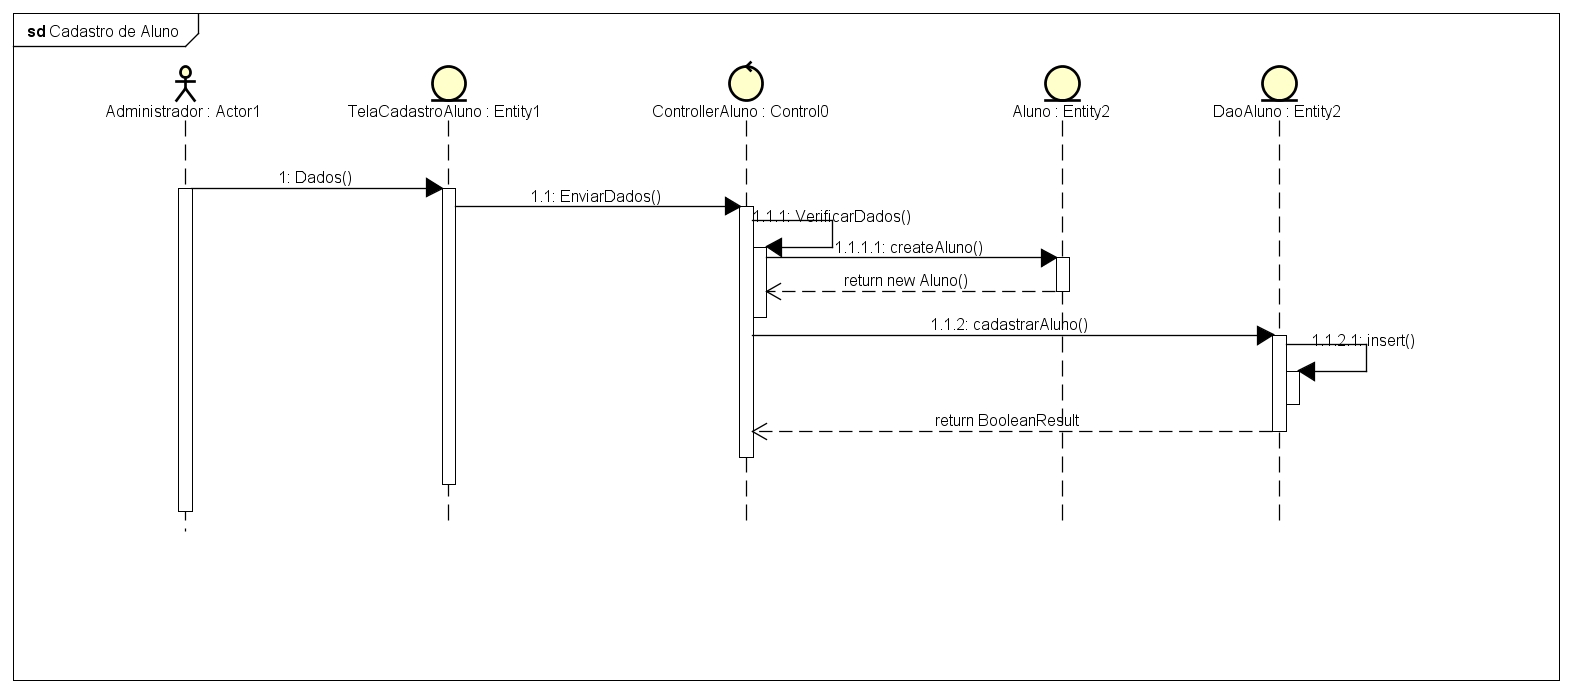 sd Cadastro de Aluno
Administrador : Actor1
TelaCadastroAluno : Entity1
ControllerAluno : Control0
Aluno : Entity2
DaoAluno : Entity2
1: Dados()
1.1: EnviarDados()
1.1.1: VerificarDados()
1.1.1.1: createAluno()
return new Aluno()
1.1.2: cadastrarAluno()
1.1.2.1: insert()
return BooleanResult